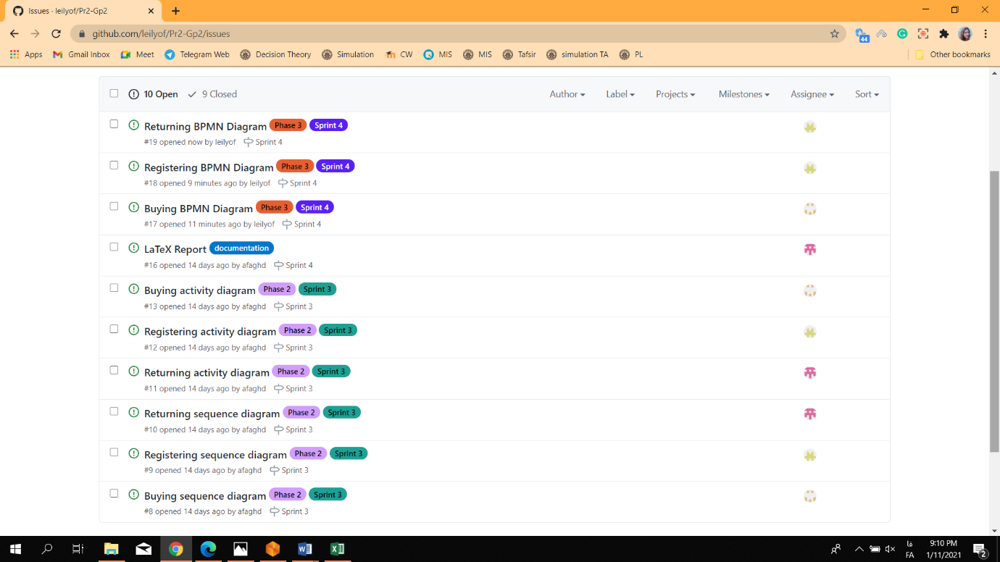 Issues · leilyof/Pr2-Gp2
github.com/leilyof/Pr2-Gp2/issues
44
Apps Gmail Inbox Meet Telegram Web Decision Theory Simulation CW MIS MIS Tafsir simulation TA PL Other bookmarks
10 Open 9 Closed Author Label Projects Milestones Assignee Sort
Returning BPMN Diagram Phase 3 Sprint 4
#19 opened now by leilyof Sprint 4
Registering BPMN Diagram Phase 3 Sprint 4
#18 opened 9 minutes ago by leilyof Sprint 4
Buying BPMN Diagram Phase 3 Sprint 4
#17 opened 11 minutes ago by leilyof Sprint 4
LaTeX Report documentation
#16 opened 14 days ago by afaghd Sprint 4
Buying activity diagram Phase 2 Sprint 3
#13 opened 14 days ago by afaghd Sprint 3
Registering activity diagram Phase 2 Sprint 3
#12 opened 14 days ago by afaghd Sprint 3
Returning activity diagram Phase 2 Sprint 3
#11 opened 14 days ago by afaghd Sprint 3
Returning sequence diagram Phase 2 Sprint 3
#10 opened 14 days ago by afaghd Sprint 3
Registering sequence diagram Phase 2 Sprint 3
#9 opened 14 days ago by afaghd Sprint 3
Buying sequence diagram Phase 2 Sprint 3
#8 opened 14 days ago by afaghd Sprint 3
فا 9:10 PM
FA 1/11/2021 2